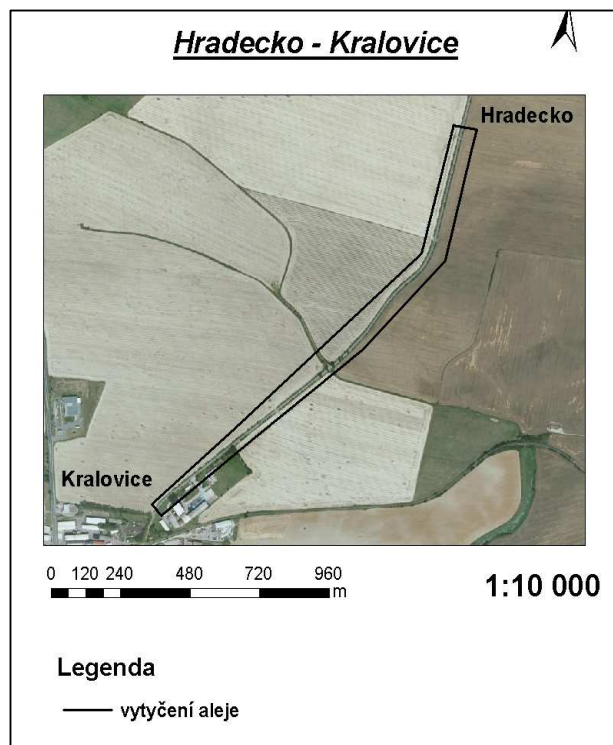 Hradecko - Kralovice
Hradecko
Kralovice
0 120 240 480 720 960
m
1:10 000
Legenda
vytyčení aleje